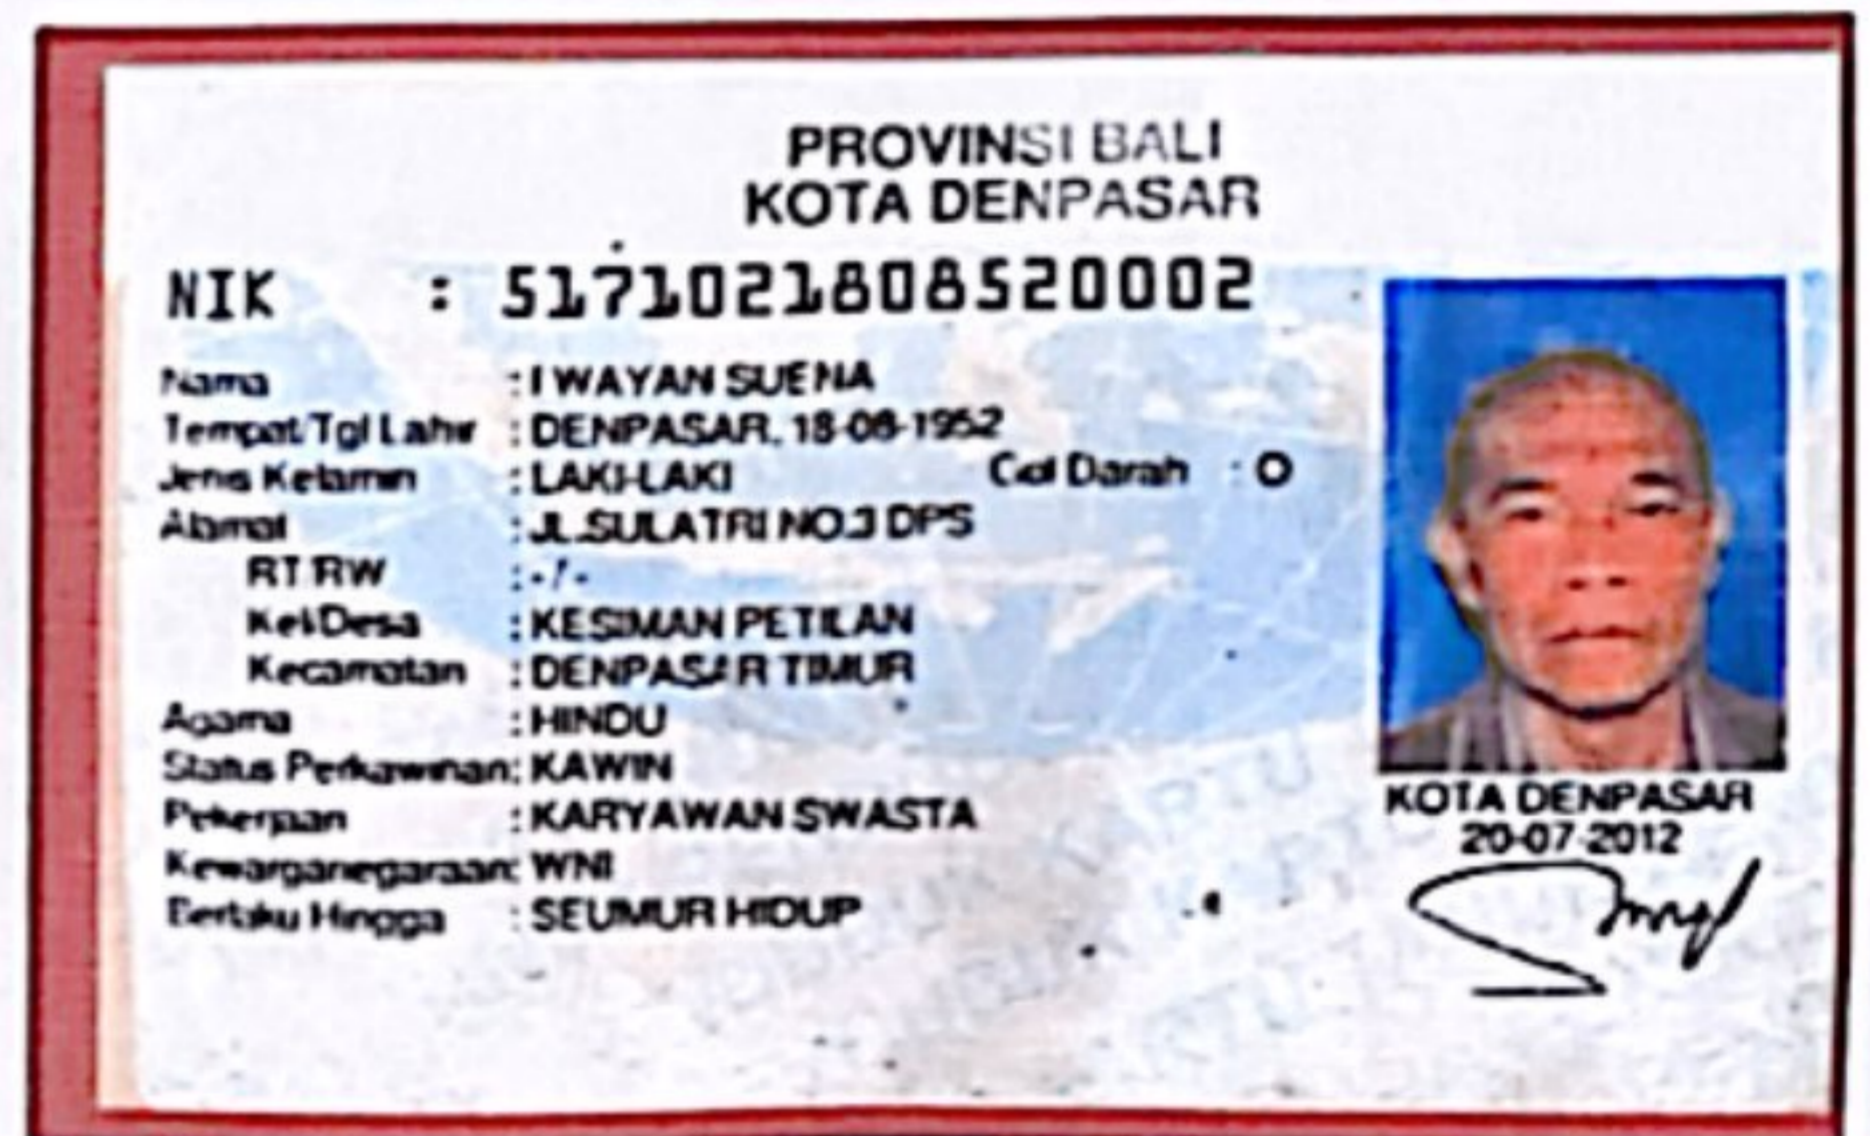 PROVINSI BALI
KOTA DENPASAR
NIK : 5171021808520002
Nama : I WAYAN SUENA
Tempat/Tgl Lahir : DENPASAR, 18-08-1952
Jenis Kelamin : LAKI-LAKI Gol Darah : O
Alamat : JL.SULATRI NO.3 DPS
RT/RW : - / -
Kel/Desa : KESIMAN PETILAN
Kecamatan : DENPASAR TIMUR
Agama : HINDU
Status Perkawinan: KAWIN
Pekerjaan : KARYAWAN SWASTA
Kewarganegaraan: WNI
Berlaku Hingga : SEUMUR HIDUP
KOTA DENPASAR
20-07-2012